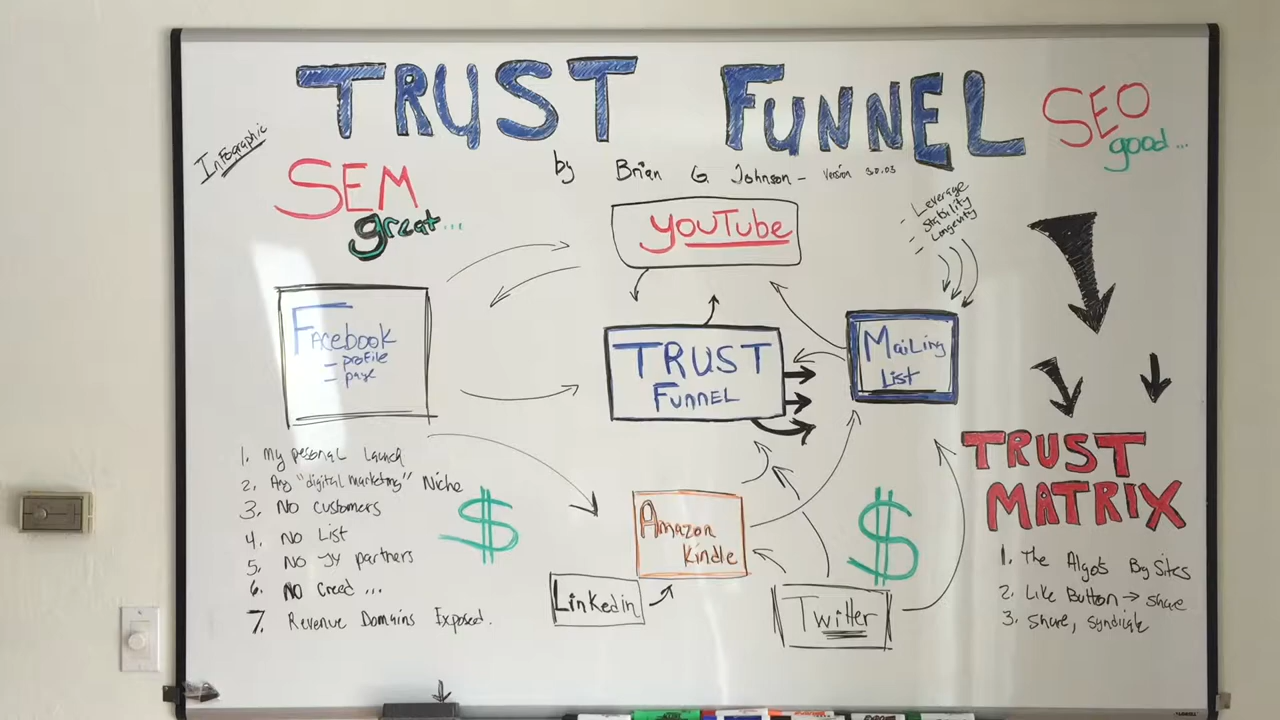 TRUST FUNNEL
Infographic
SEO
good...
SEM
great...
by Brian G Johnson - Version 3.0.03
- Leverage
- Stability
- Longevity
YouTube
Facebook
- profile
- page
TRUST
FUNNEL
Mailing
List
1. My personal Launch
2. Any "digital marketing" Niche
3. No customers
4. No List
5. No JV partners
6. No Creed ...
7. Revenue Domains Exposed.
$
Amazon
Kindle
LinkedIn
Twitter
$
TRUST
MATRIX
1. The Algo's Big Sites
2. Like Button → share
3. Share, syndicate